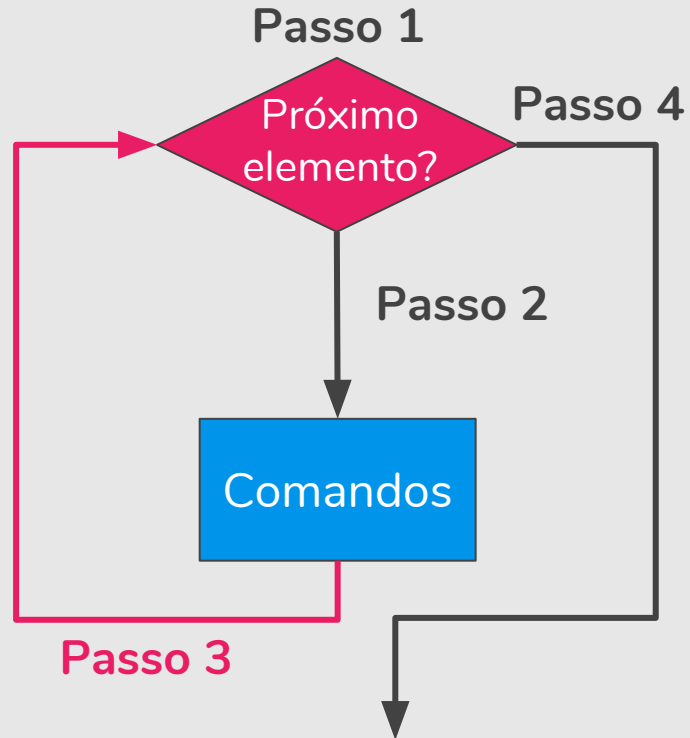 Passo 1
Próximo
elemento?
Passo 4
Passo 2
Comandos
Passo 3